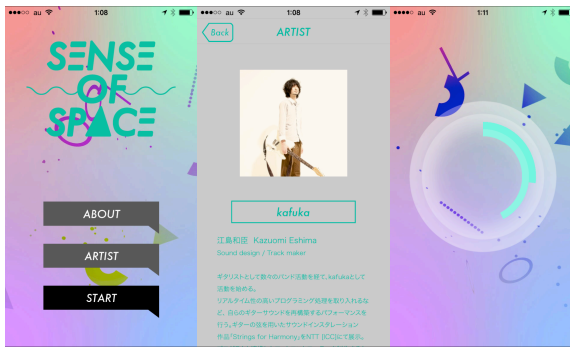 au 1:08
SENSE
OF
SPACE
ABOUT
ARTIST
START
au 1:08
Back ARTIST
kafuka
江島和臣 Kazuomi Eshima
Sound design / Track maker
ギタリストとして数々のバンド活動を経て、kafukaとして
活動を始める。
リアルタイム性の高いプログラミング処理を取り入れるな
ど、自らのギターサウンドを再構築するパフォーマンスを
行う。ギターの弦を用いたサウンドインスタレーション
作品「Strings for Harmony」をNTT [ICC]にて展示。
au 1:11